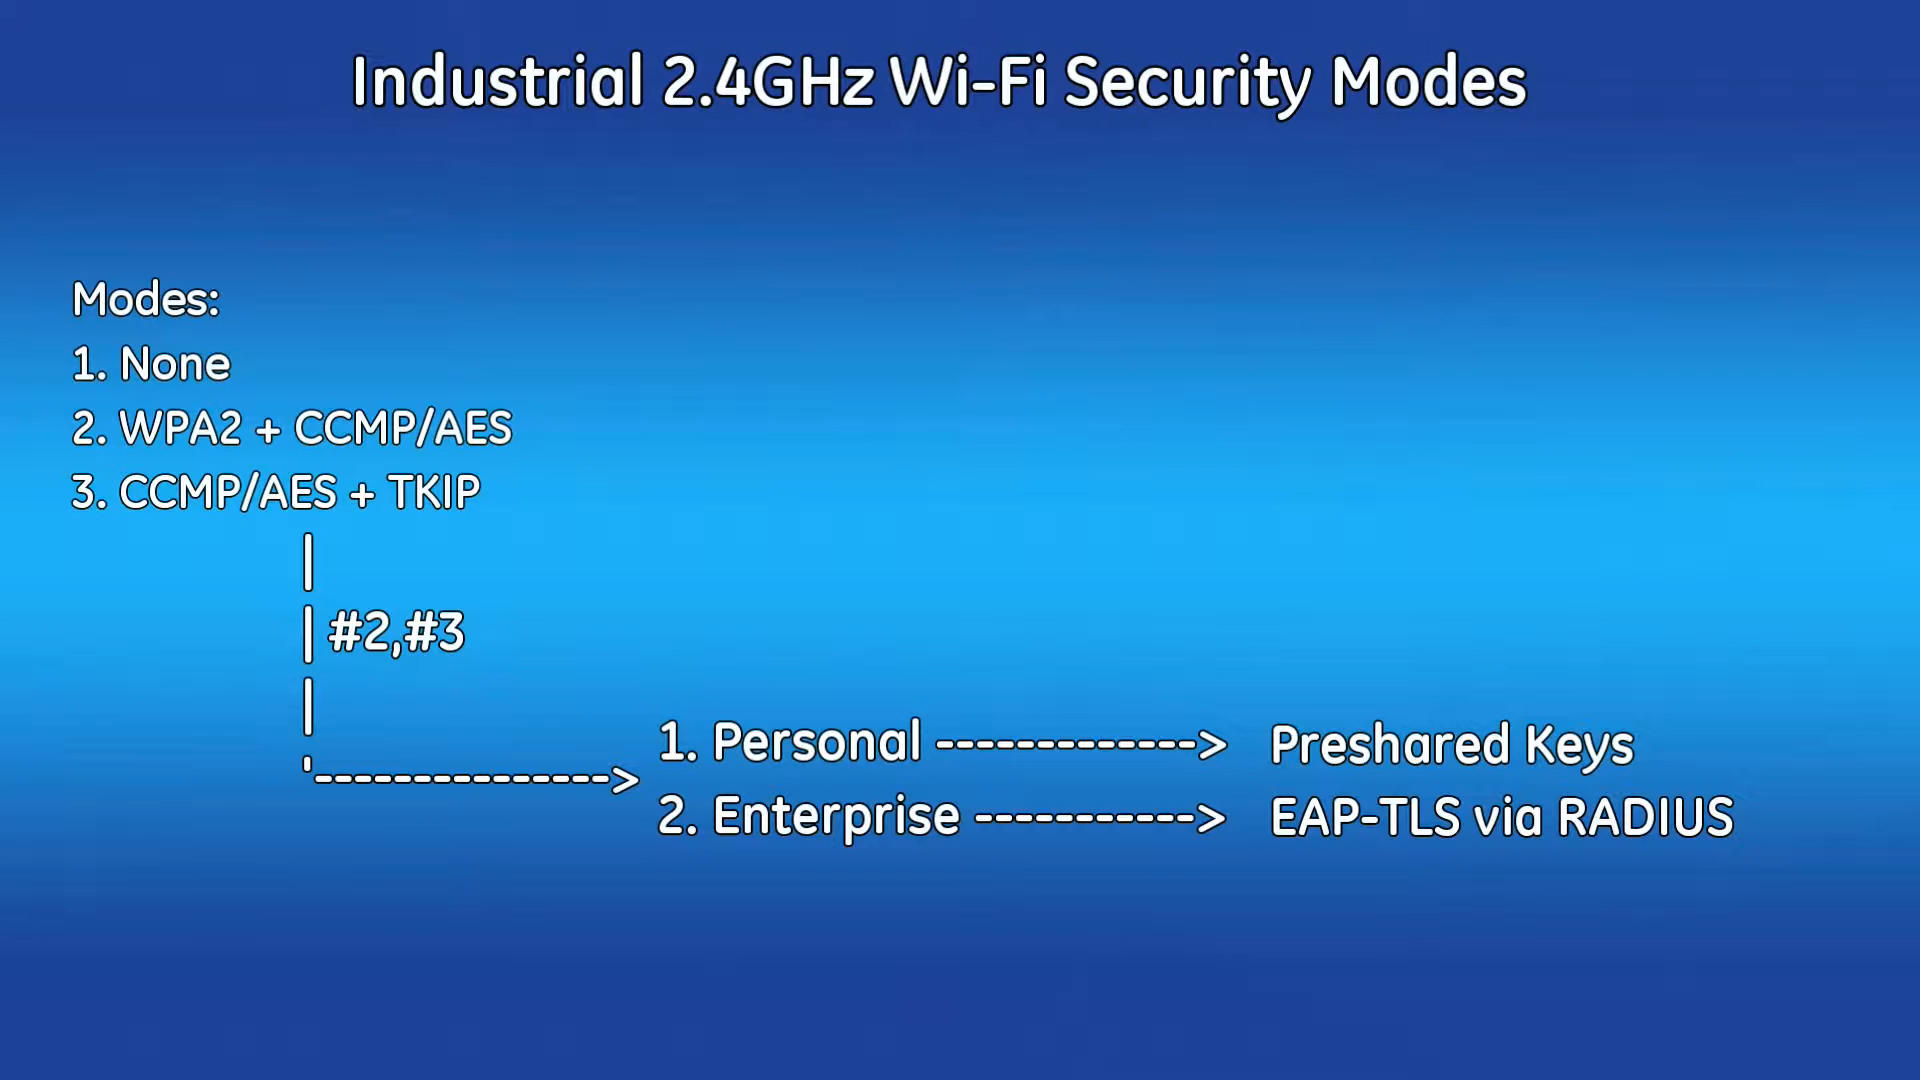 Industrial 2.4GHz Wi-Fi Security Modes
Modes:
1. None
2. WPA2 + CCMP/AES
3. CCMP/AES + TKIP
|
| #2,#3
|
'--------------->
1. Personal ------------->    Preshared Keys
2. Enterprise ----------->    EAP-TLS via RADIUS